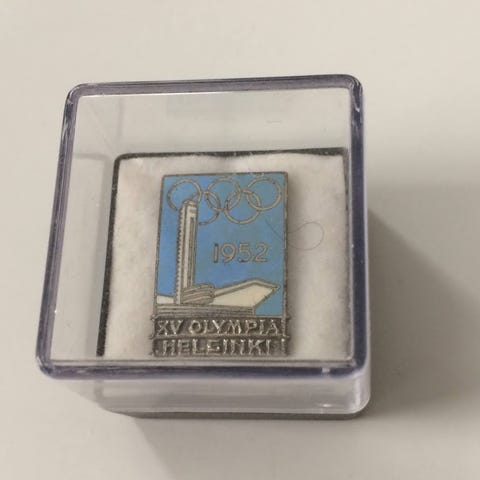 1952
XV OLYMPIA
HELSINKI